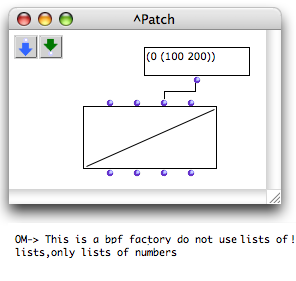 ^Patch
(0 (100 200))
OM-> This is a bpf factory do not use lists of !
lists,only lists of numbers